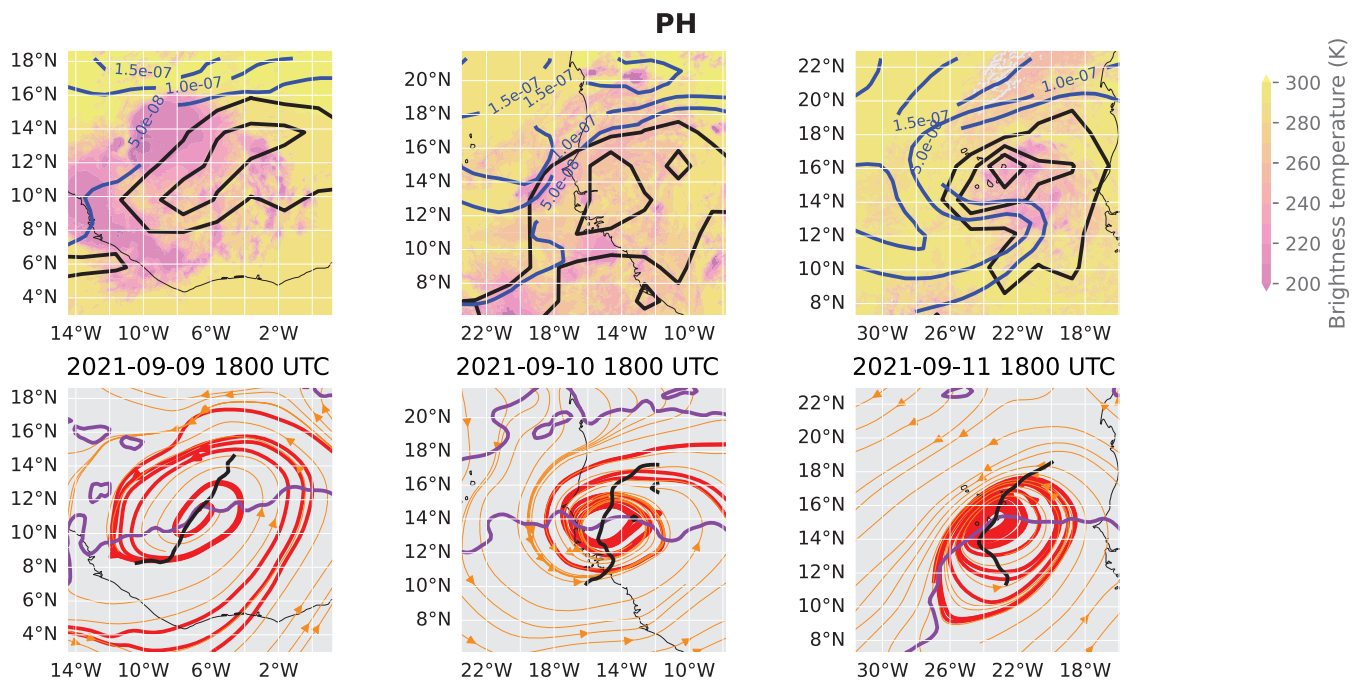 PH
18°N
16°N
14°N
12°N
10°N
8°N
6°N
4°N
14°W 10°W 6°W 2°W
1.5e-07
1.0e-07
5.0e-08
20°N
18°N
16°N
14°N
12°N
10°N
8°N
22°W 18°W 14°W 10°W
1.5e-07
1.5e-07
5.0e-08
22°N
20°N
18°N
16°N
14°N
12°N
10°N
8°N
30°W 26°W 22°W 18°W
1.0e-07
1.5e-07
5.0e-08
300
280
260
240
220
200
Brightness temperature (K)
2021-09-09 1800 UTC 2021-09-10 1800 UTC 2021-09-11 1800 UTC
18°N
16°N
14°N
12°N
10°N
8°N
6°N
4°N
14°W 10°W 6°W 2°W
20°N
18°N
16°N
14°N
12°N
10°N
8°N
22°W 18°W 14°W 10°W
22°N
20°N
18°N
16°N
14°N
12°N
10°N
8°N
30°W 26°W 22°W 18°W